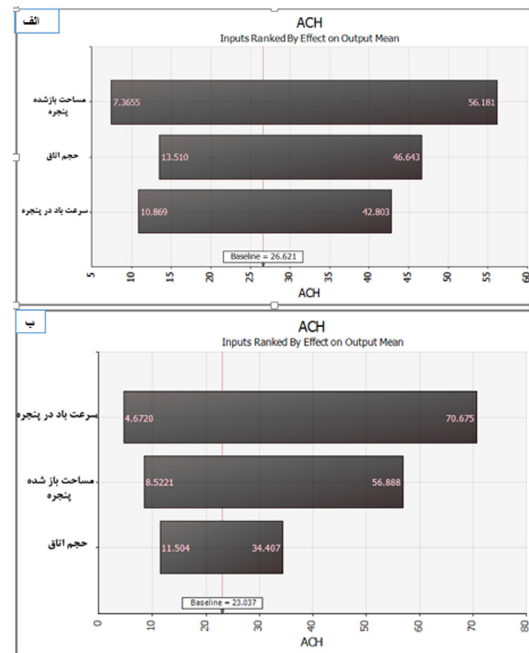 الف
ACH
Inputs Ranked By Effect on Output Mean
مساحت بازشده
پنجره
7.3655
56.181
حجم اتاق
13.510
46.643
سرعت باد در پنجره
10.869
42.803
Baseline = 26.621
5
10
15
20
25
30
35
40
45
50
55
60
ACH
ب
ACH
Inputs Ranked By Effect on Output Mean
سرعت باد در پنجره
4.6720
70.675
مساحت باز شده
پنجره
8.5221
56.888
حجم اتاق
11.504
34.407
Baseline = 23.037
0
10
20
30
40
50
60
70
80
ACH